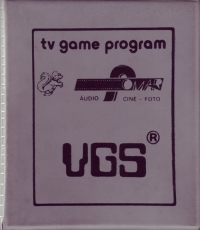 tv game program
AUDIO CINE - FOTO
VGS ®